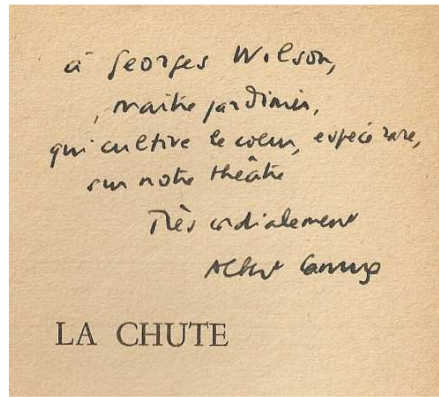 à Georges Wilson,
maître jardinier,
qui cultive le coeur, espèce rare,
sur notre théâtre
Très cordialement
Albert Camus
LA CHUTE